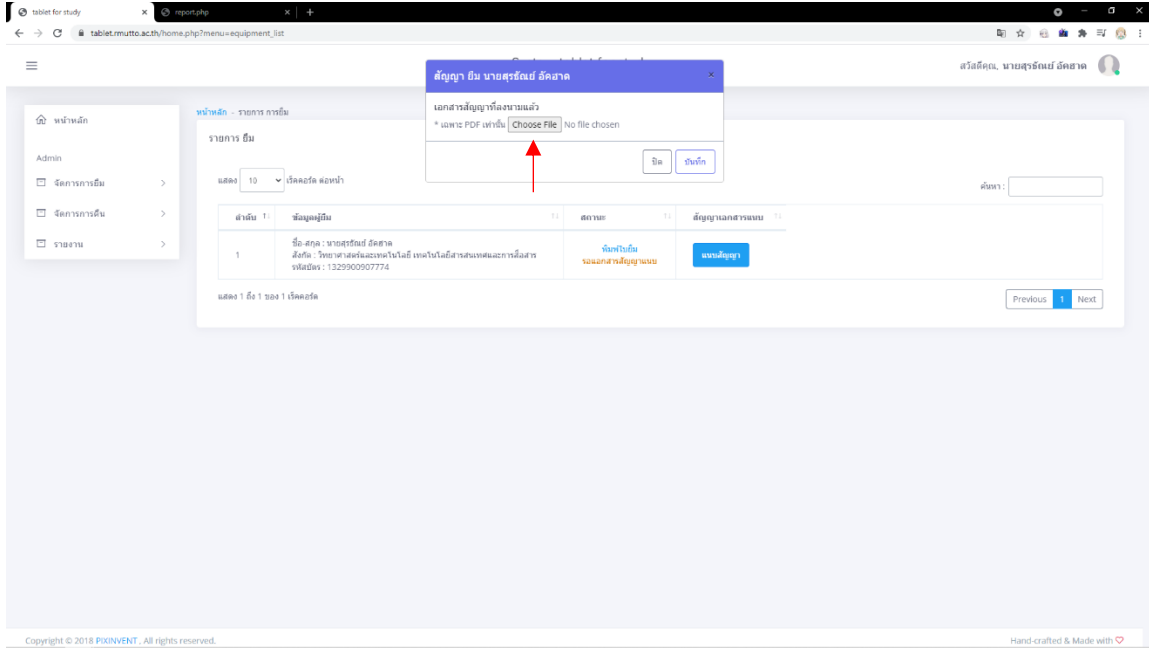 tablet for study
report.php
tablet.rmutto.ac.th/home.php?menu=equipment_list
สวัสดีคุณ, นายสุรธัณย์ อัคฮาด
สัญญา ยืม นายสุรธัณย์ อัคฮาด ×
เอกสารสัญญาที่ลงนามแล้ว
* เฉพาะ PDF เท่านั้น Choose File No file chosen
ปิด บันทึก
หน้าหลัก
Admin
จัดการการยืม
จัดการการคืน
รายงาน
หน้าหลัก - รายการ การยืม
รายการ ยืม
แสดง 10 เร็คคอร์ด ต่อหน้า
ค้นหา :
ลำดับ ข้อมูลผู้ยืม สถานะ สัญญาเอกสารแนบ
1
ชื่อ-สกุล : นายสุรธัณย์ อัคฮาด
สังกัด : วิทยาศาสตร์และเทคโนโลยี เทคโนโลยีสารสนเทศและการสื่อสาร
รหัสบัตร : 1329900907774
พิมพ์ใบยืม
รอเอกสารสัญญาแนบ
แนบสัญญา
แสดง 1 ถึง 1 ของ 1 เร็คคอร์ด
Previous 1 Next
Copyright © 2018 PIXINVENT , All rights reserved.
Hand-crafted & Made with